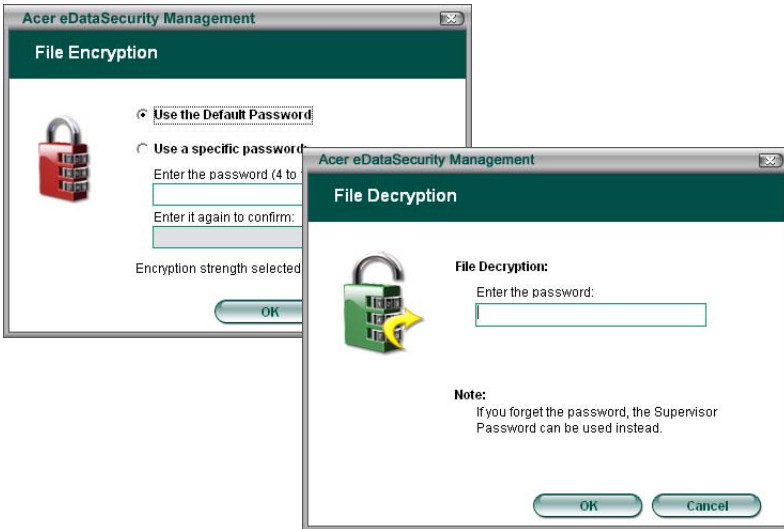 Acer eDataSecurity Management
File Encryption
Use the Default Password
Use a specific password:
Enter the password (4 to
Enter it again to confirm:
Encryption strength selected
OK
Acer eDataSecurity Management
File Decryption
File Decryption:
Enter the password:
Note:
If you forget the password, the Supervisor
Password can be used instead.
OK
Cancel